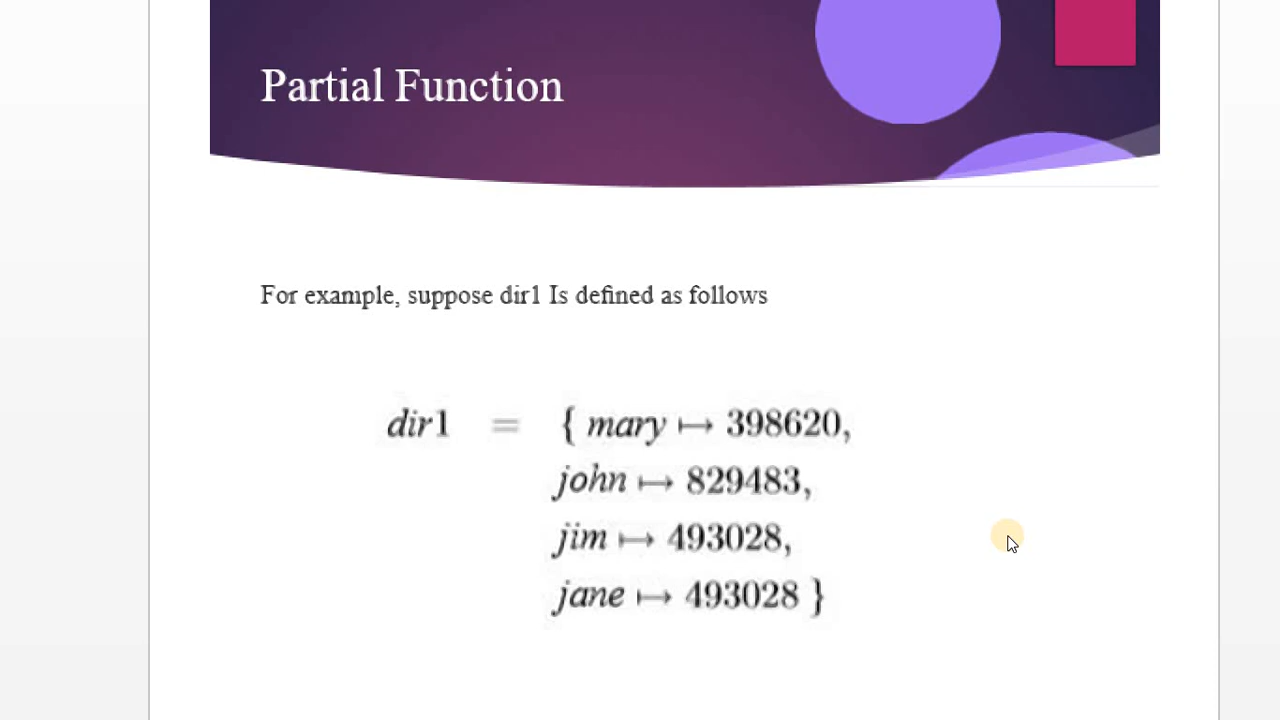 Partial Function
For example, suppose dir1 Is defined as follows
dir1 = { mary ↦ 398620,
john ↦ 829483,
jim ↦ 493028,
jane ↦ 493028 }